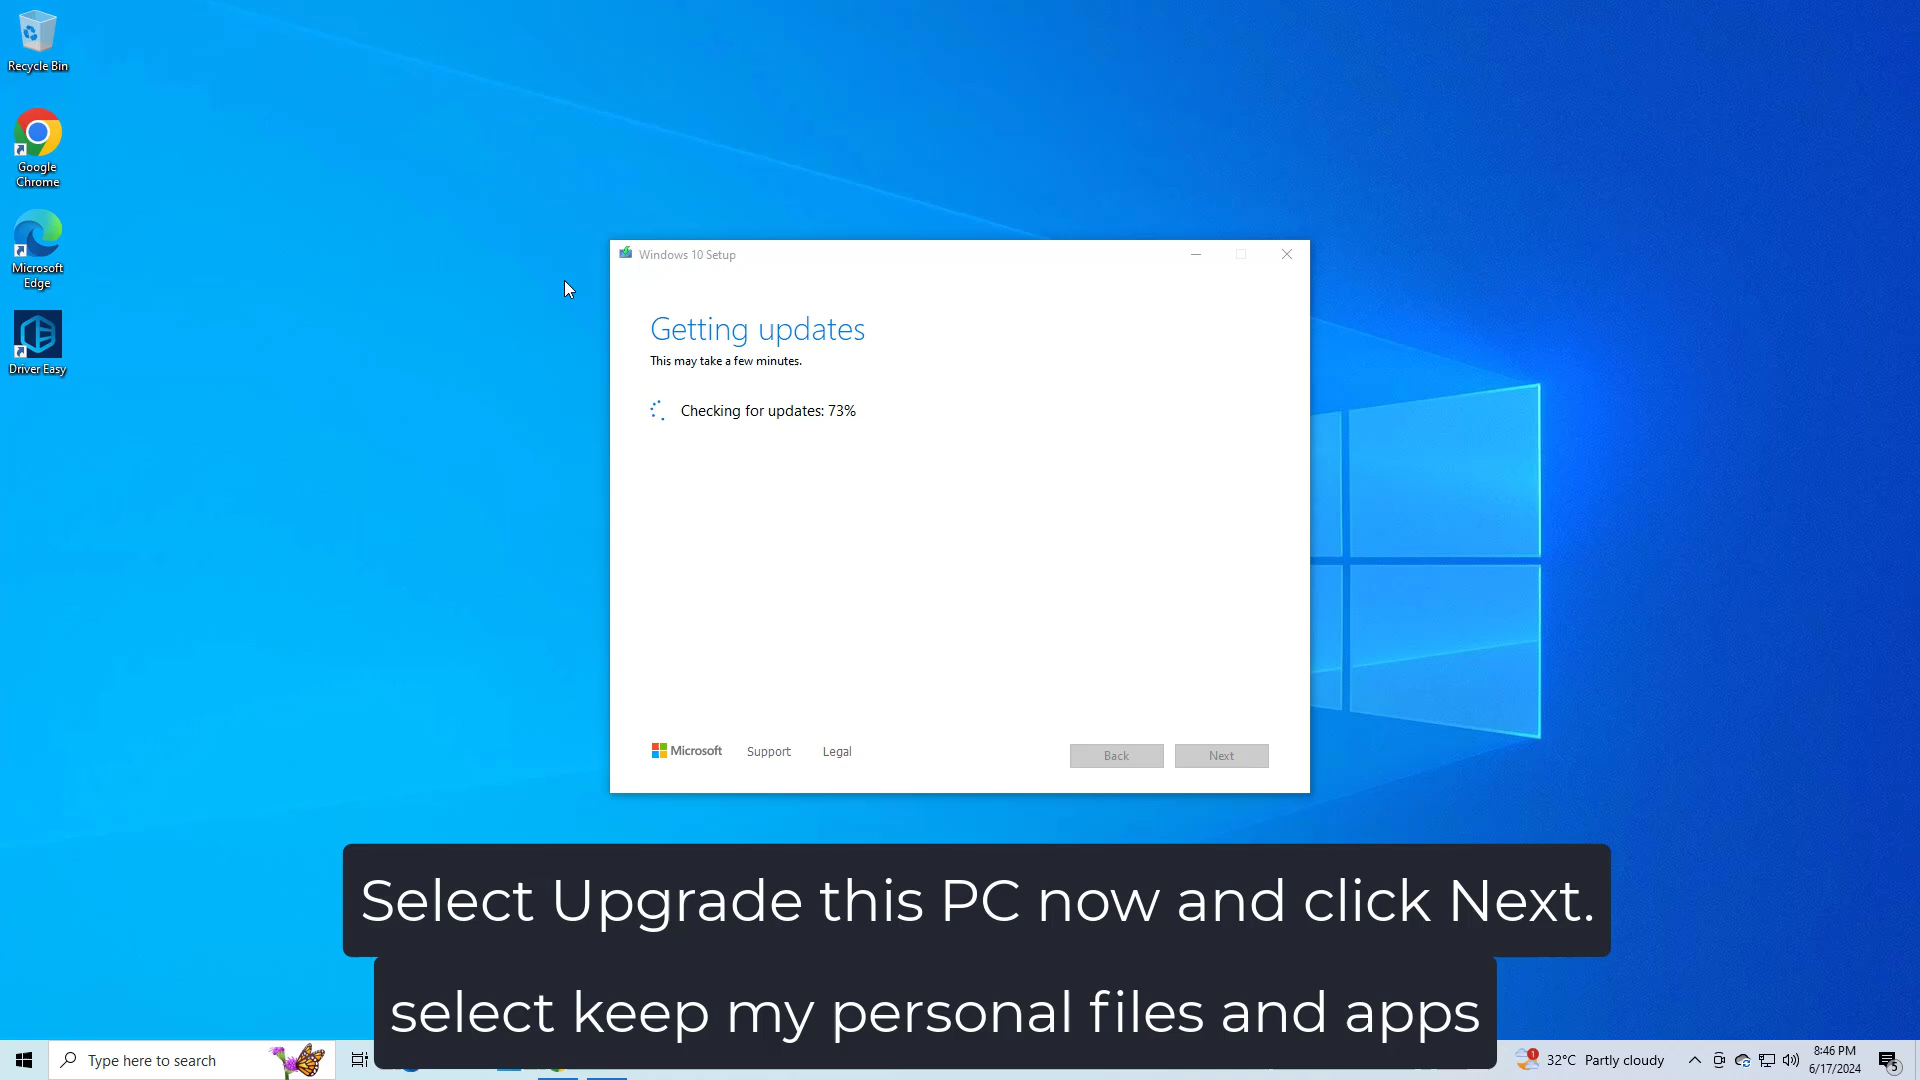 Recycle Bin
Google
Chrome
Microsoft
Edge
Driver Easy
Windows 10 Setup
Getting updates
This may take a few minutes.
Checking for updates: 73%
Microsoft
Support
Legal
Back
Next
Select Upgrade this PC now and click Next.
select keep my personal files and apps
Type here to search
1
32°C Partly cloudy
8:46 PM
6/17/2024
5